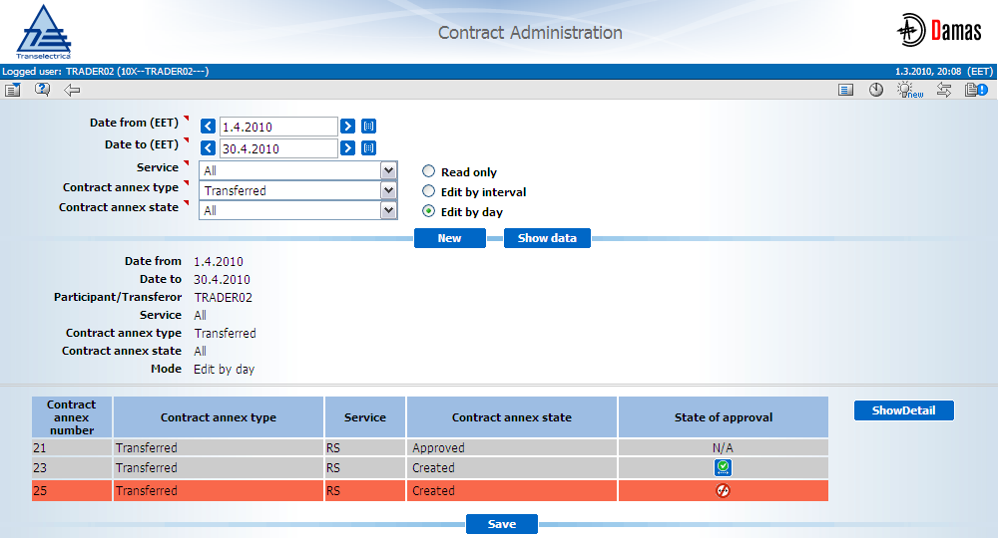 Contract Administration
Transelectrica
Damas
Logged user: TRADER02 (10X--TRADER02---) 1.3.2010, 20:08 (EET)
new
Date from (EET) 1.4.2010
Date to (EET) 30.4.2010
Service All Read only
Contract annex type Transferred Edit by interval
Contract annex state All Edit by day
New Show data
Date from 1.4.2010
Date to 30.4.2010
Participant/Transferor TRADER02
Service All
Contract annex type Transferred
Contract annex state All
Mode Edit by day
Contract annex number Contract annex type Service Contract annex state State of approval ShowDetail
21 Transferred RS Approved N/A
23 Transferred RS Created
25 Transferred RS Created
Save